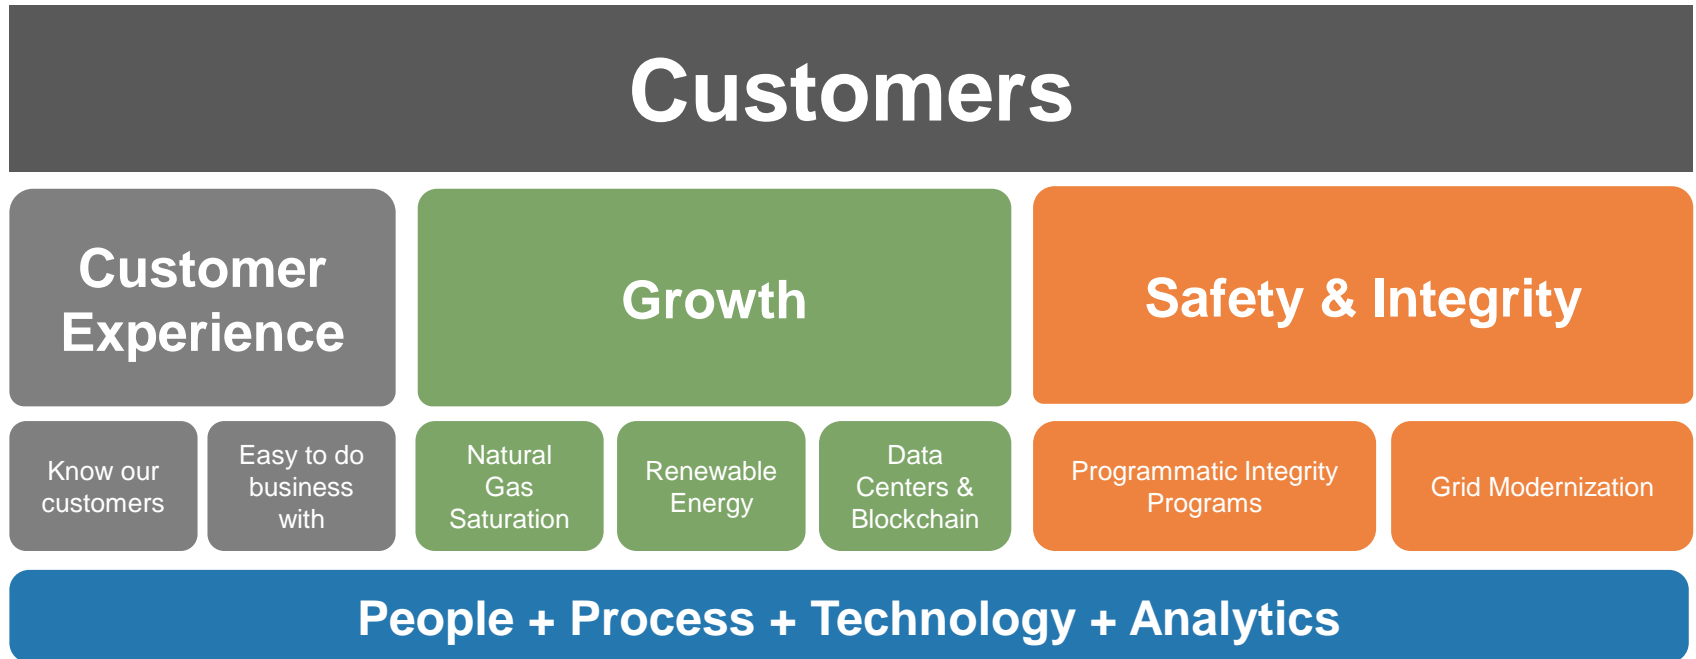 Customers
Customer
Experience
Growth
Safety & Integrity
Know our
customers
Easy to do
business
with
Natural
Gas
Saturation
Renewable
Energy
Data
Centers &
Blockchain
Programmatic Integrity
Programs
Grid Modernization
People + Process + Technology + Analytics